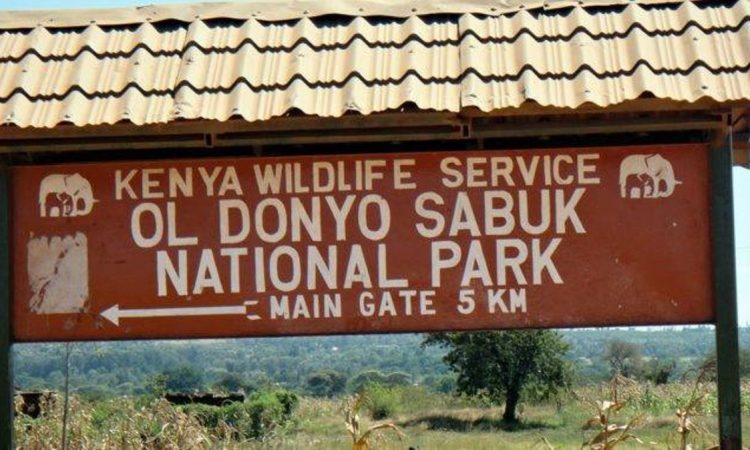 KENYA WILDLIFE SERVICE
OL DONYO SABUK
NATIONAL PARK
MAIN GATE 5 KM